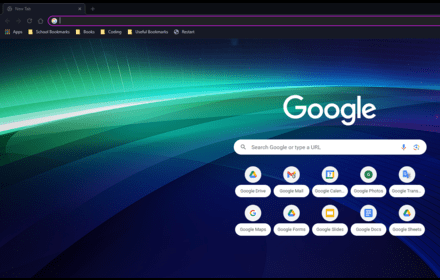 New Tab
Apps School Bookmarks Books Coding Useful Bookmarks Restart
Google
Search Google or type a URL
Google Drive Google Mail Google Calen... Google Photos Google Trans...
Google Maps Google Forms Google Slides Google Docs Google Sheets